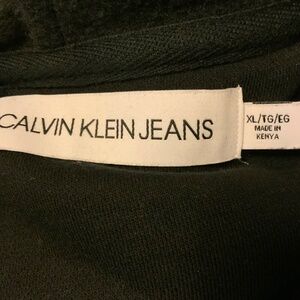 CALVIN KLEIN JEANS
XL/TG/EG
MADE IN
KENYA